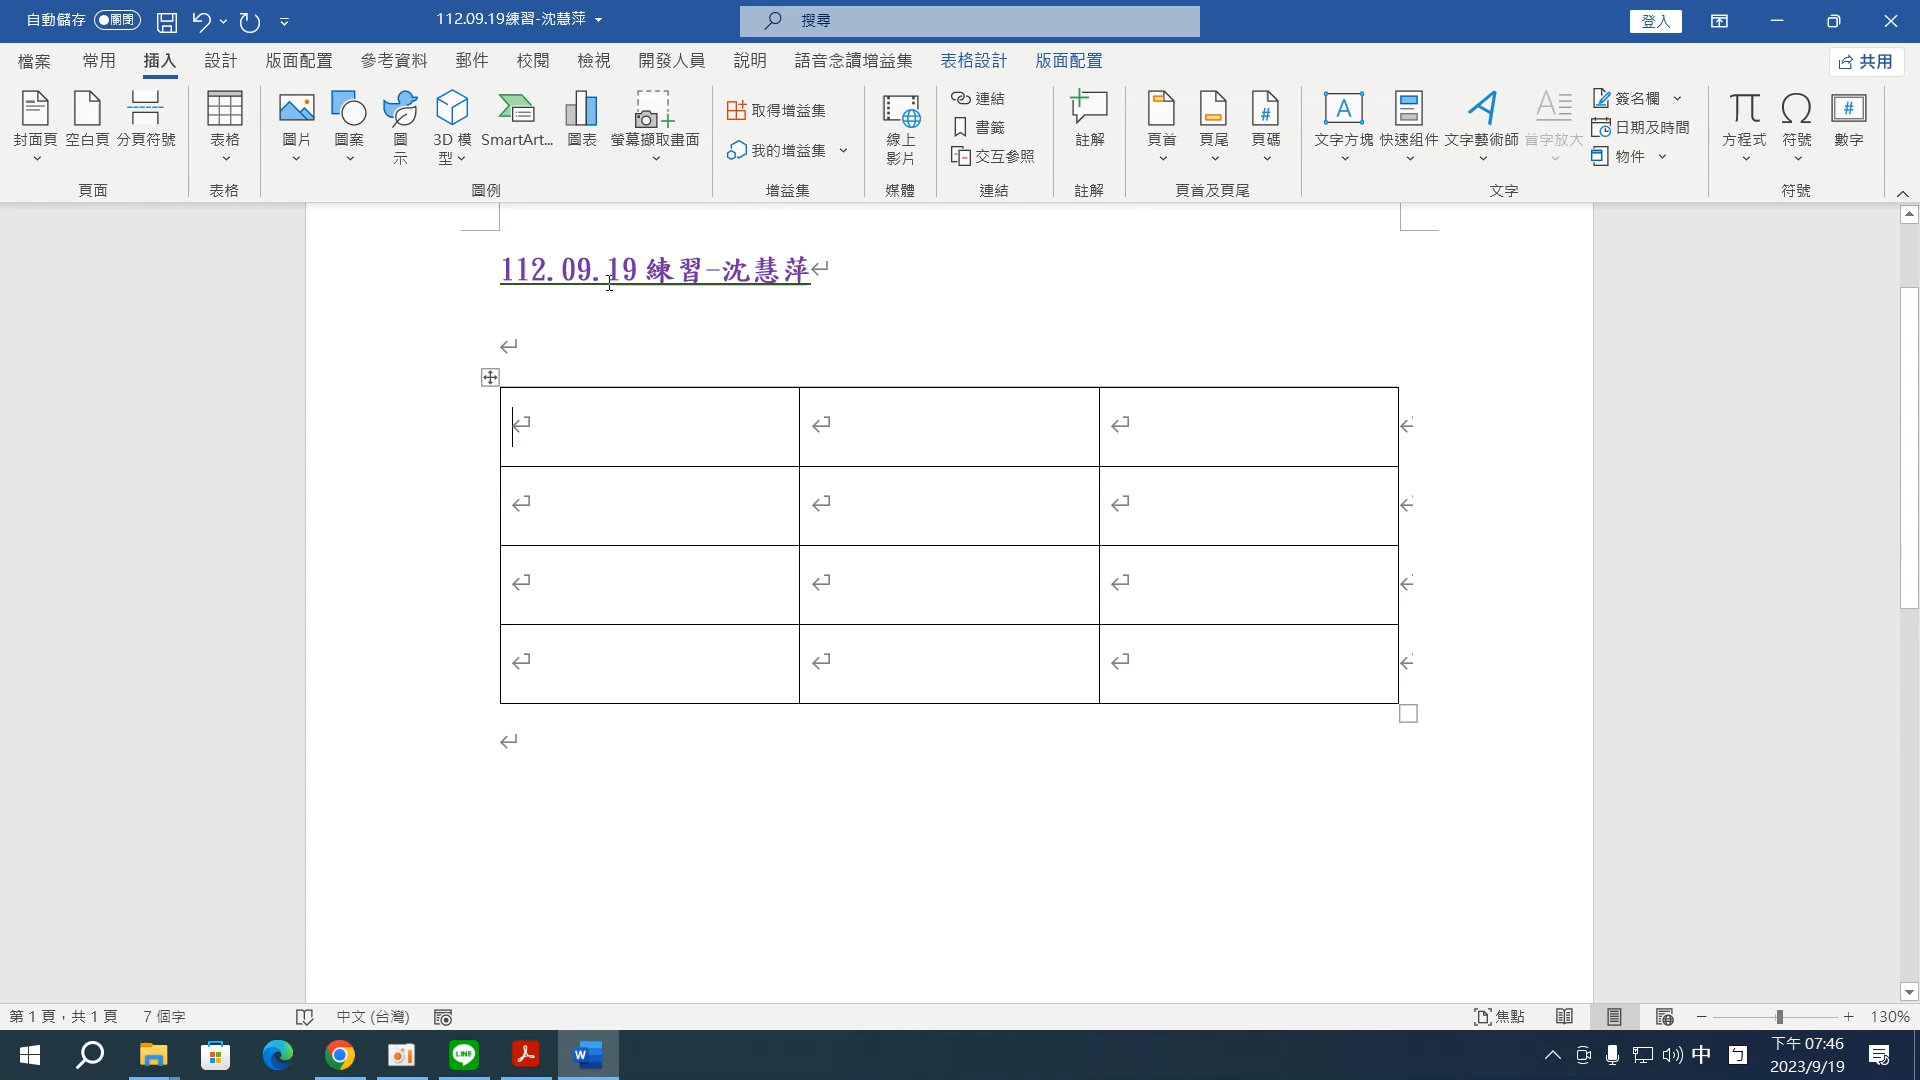 自動儲存 關閉 112.09.19練習-沈慧萍 搜尋 登入
檔案 常用 插入 設計 版面配置 參考資料 郵件 校閱 檢視 開發人員 說明 語音念讀增益集 表格設計 版面配置 共用
封面頁 空白頁 分頁符號 表格 圖片 圖案 圖示 3D 模型 SmartArt... 圖表 螢幕擷取畫面 取得增益集 我的增益集 線上影片 連結 書籤 交互參照 註解 頁首 頁尾 頁碼 文字方塊 快速組件 文字藝術師 首字放大 簽名欄 日期及時間 物件 方程式 符號 數字
頁面 表格 圖例 增益集 媒體 連結 註解 頁首及頁尾 文字 符號
112.09.19練習-沈慧萍
第 1 頁，共 1 頁 7 個字 中文 (台灣) 焦點 130%
LINE W 中 下午 07:46
2023/9/19